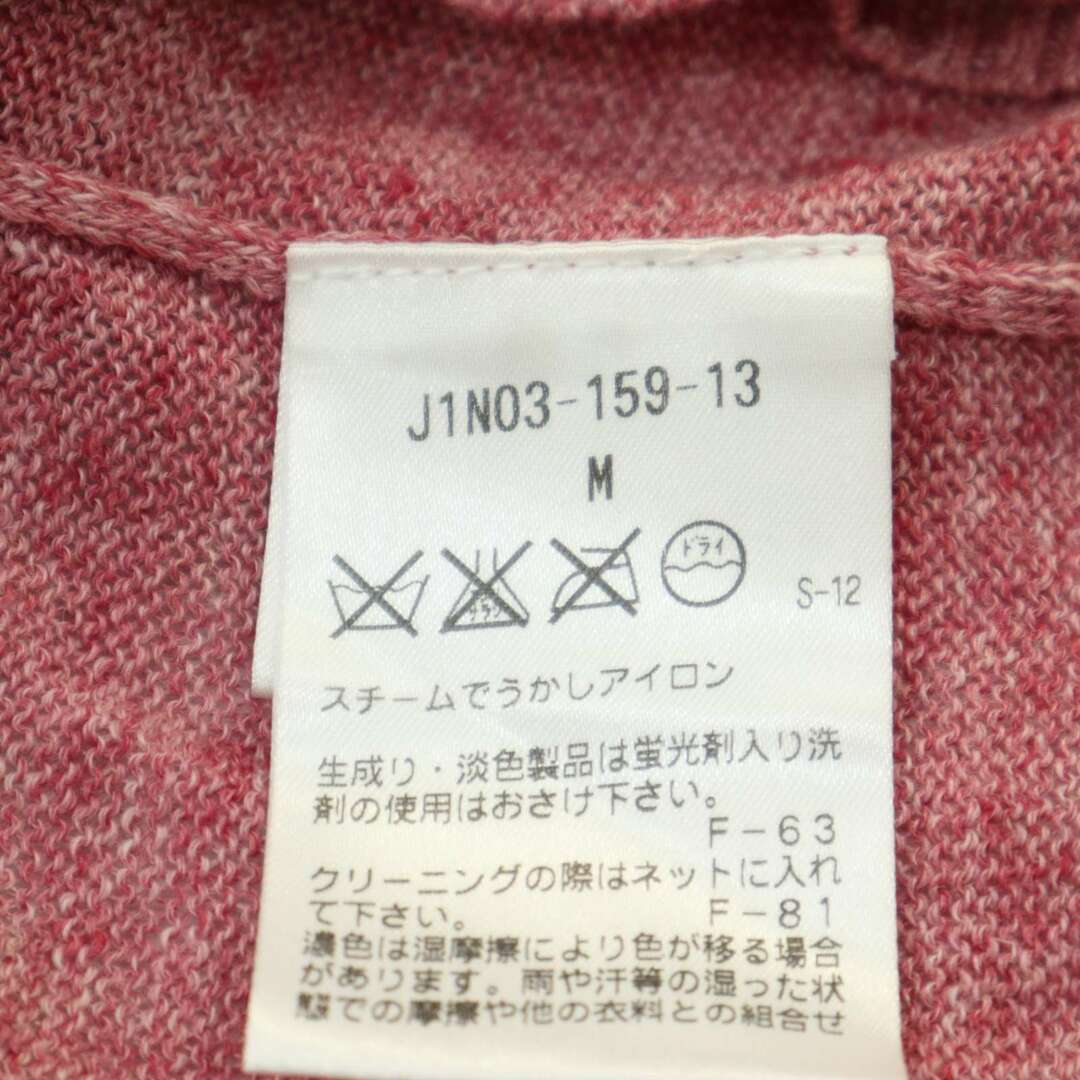 J1N03-159-13
M
ドライ
S-12
スチームでうかしアイロン
生成り・淡色製品は蛍光剤入り洗
剤の使用はおさけ下さい。
F-63
クリーニングの際はネットに入れ
て下さい。 F-81
濃色は湿摩擦により色が移る場合
があります。雨や汗等の湿った状
態での摩擦や他の衣料との組合せ